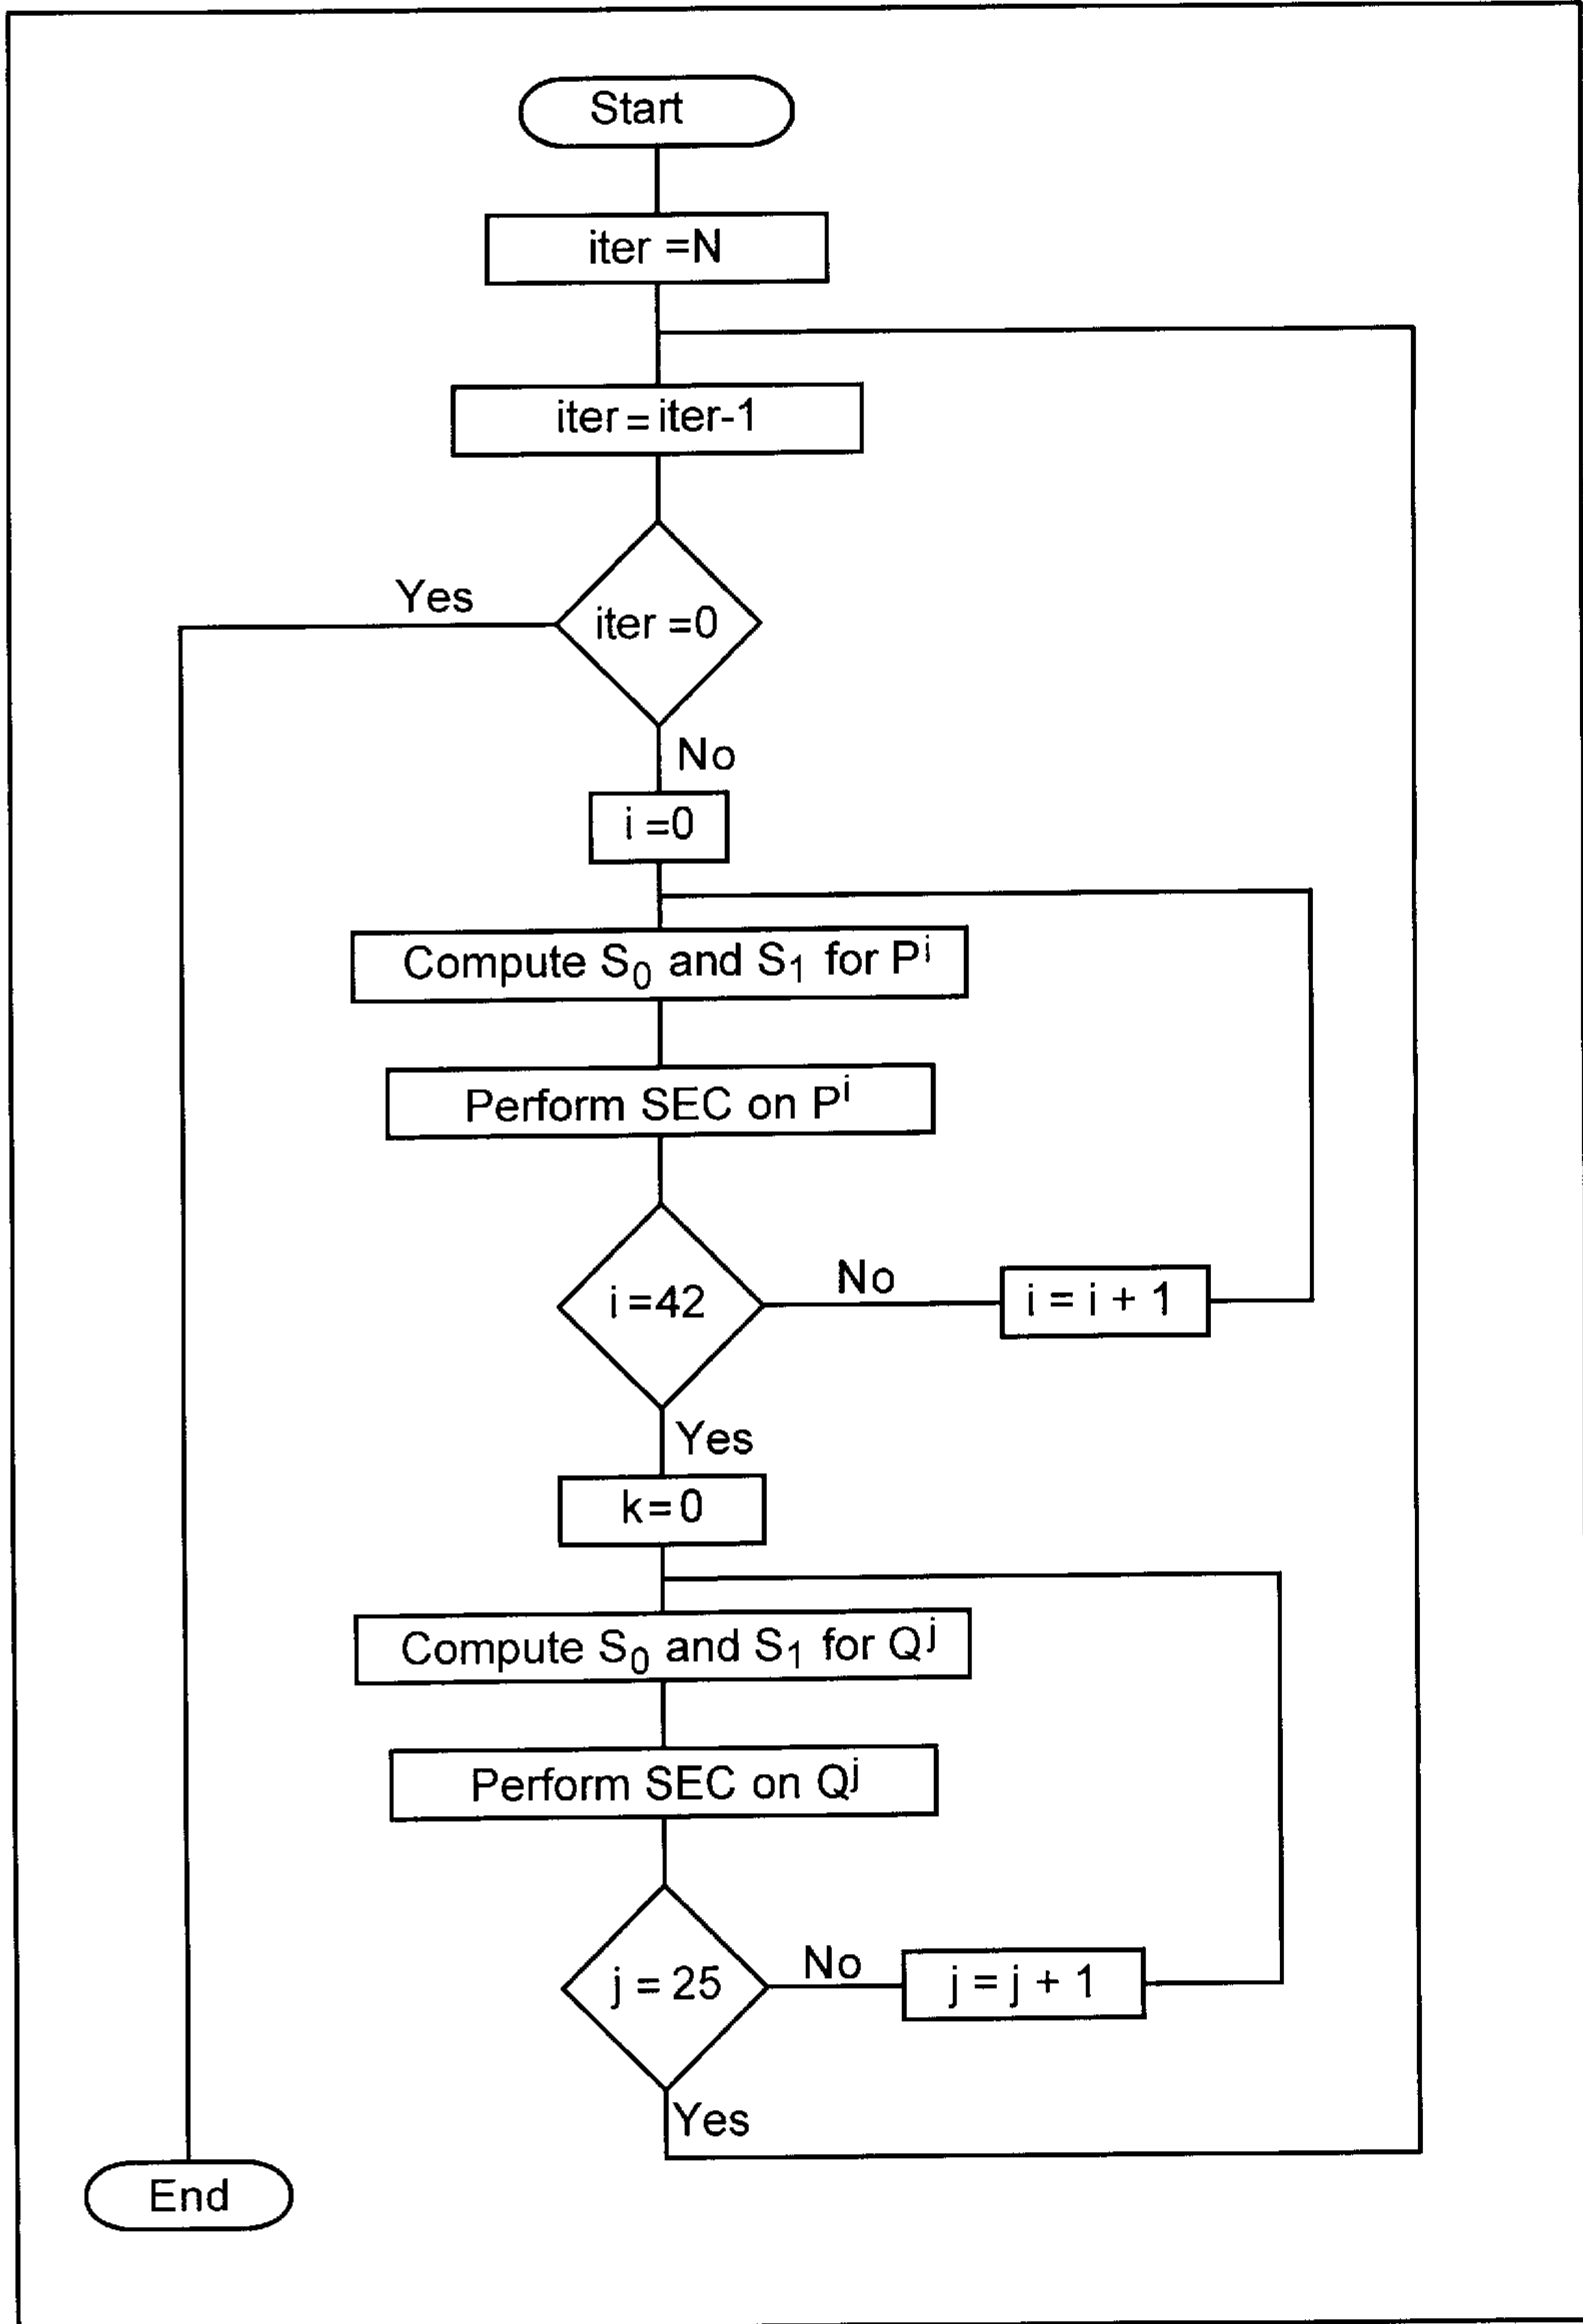 Start
iter =N
iter = iter-1
Yes
iter =0
No
i =0
Compute S0 and S1 for Pi
Perform SEC on Pi
i =42
No
i = i + 1
Yes
k=0
Compute S0 and S1 for Qj
Perform SEC on Qj
j = 25
No
j = j + 1
Yes
End